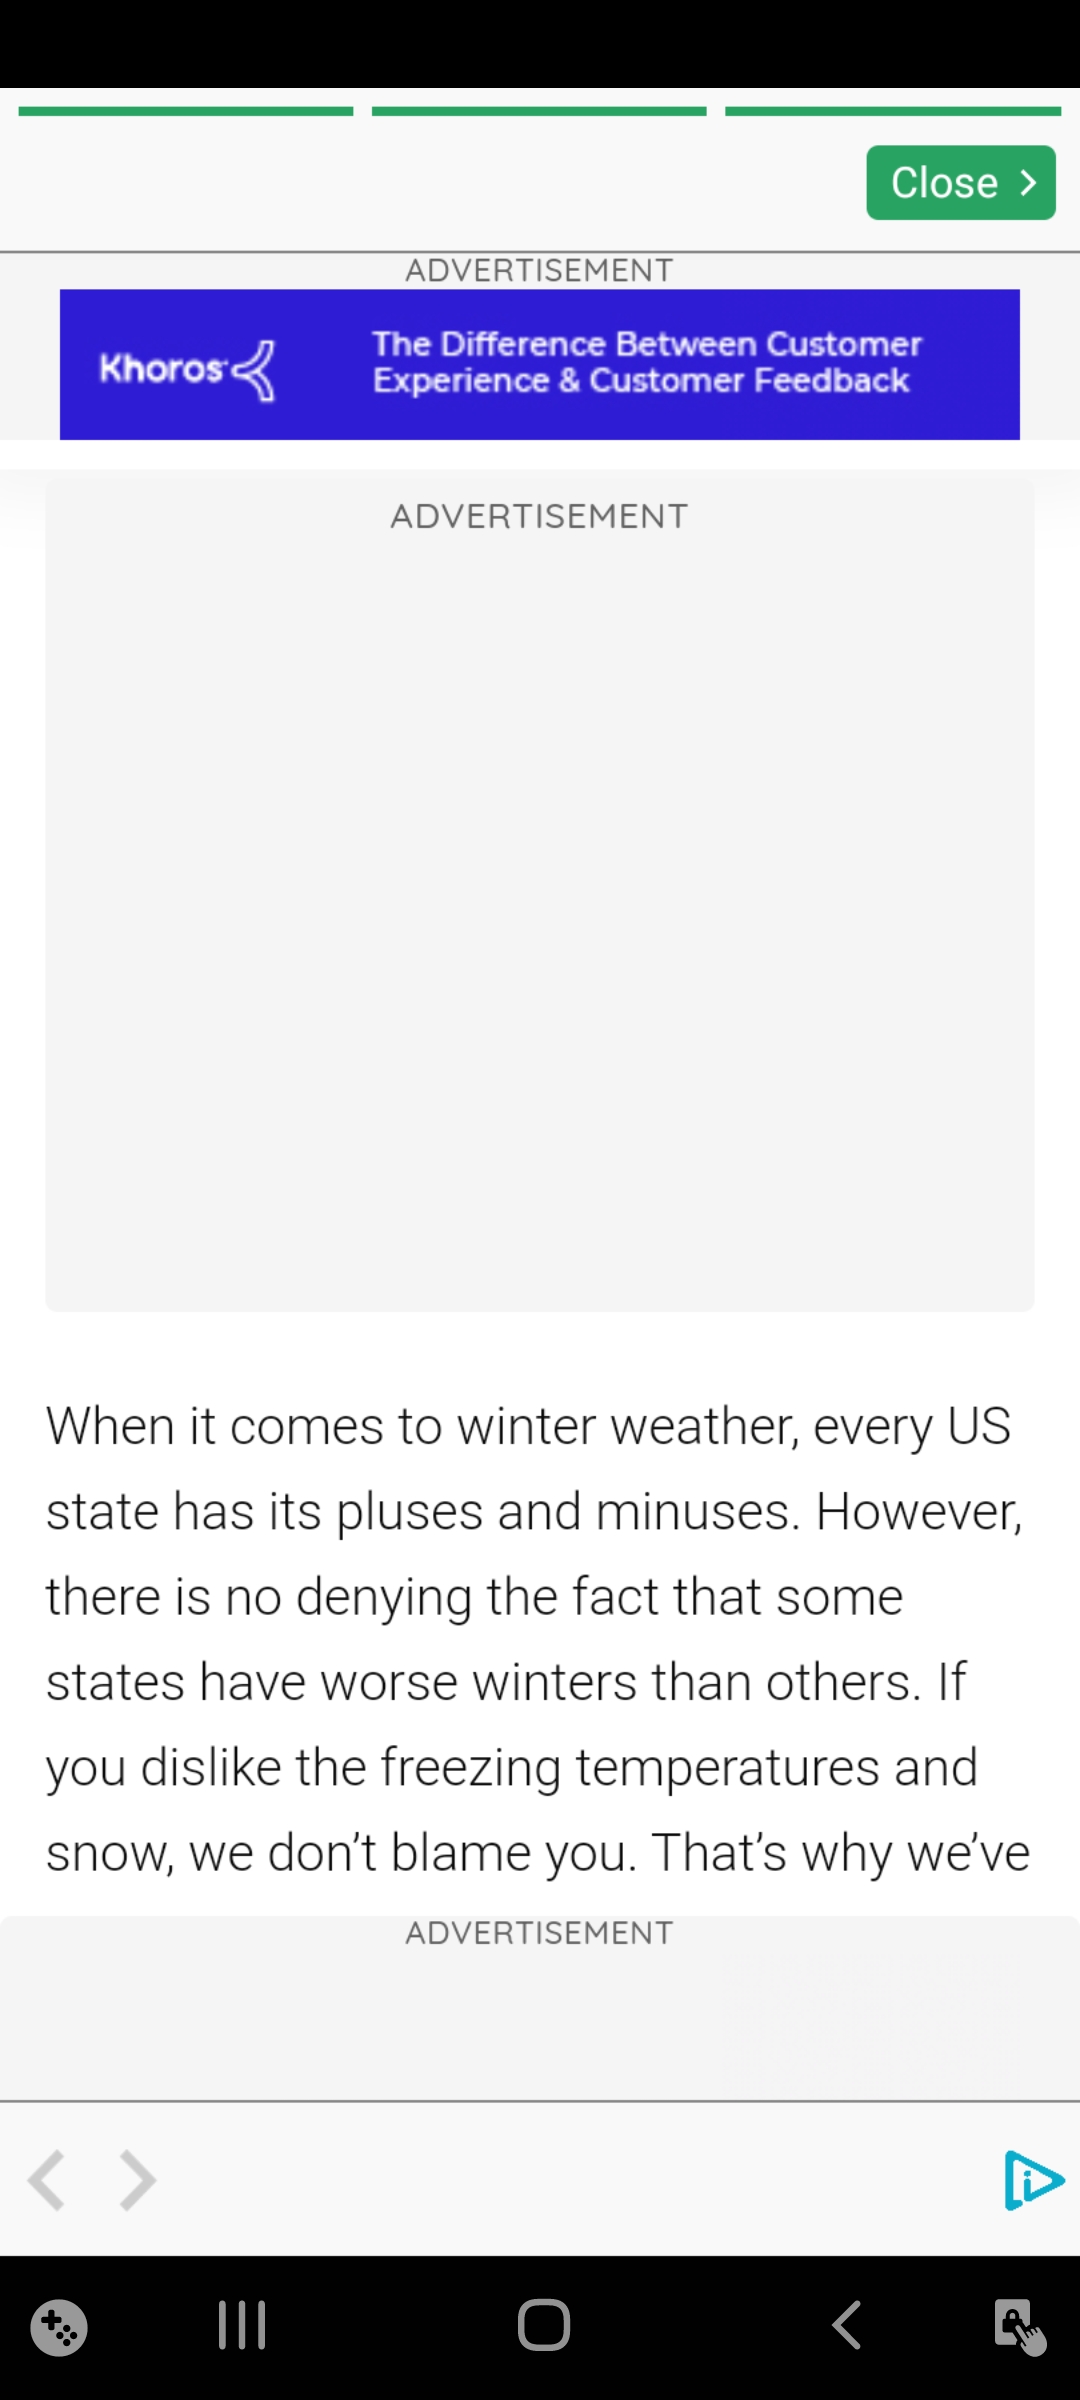 Close
ADVERTISEMENT
Khoros
The Difference Between Customer
Experience & Customer Feedback
ADVERTISEMENT
When it comes to winter weather, every US
state has its pluses and minuses. However,
there is no denying the fact that some
states have worse winters than others. If
you dislike the freezing temperatures and
snow, we don’t blame you. That’s why we’ve
ADVERTISEMENT